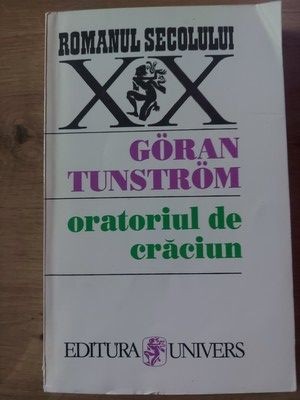 ROMANUL SECOLULUI
XX
GÖRAN
TUNSTRÖM
oratoriul de
crăciun
EDITURA UNIVERS